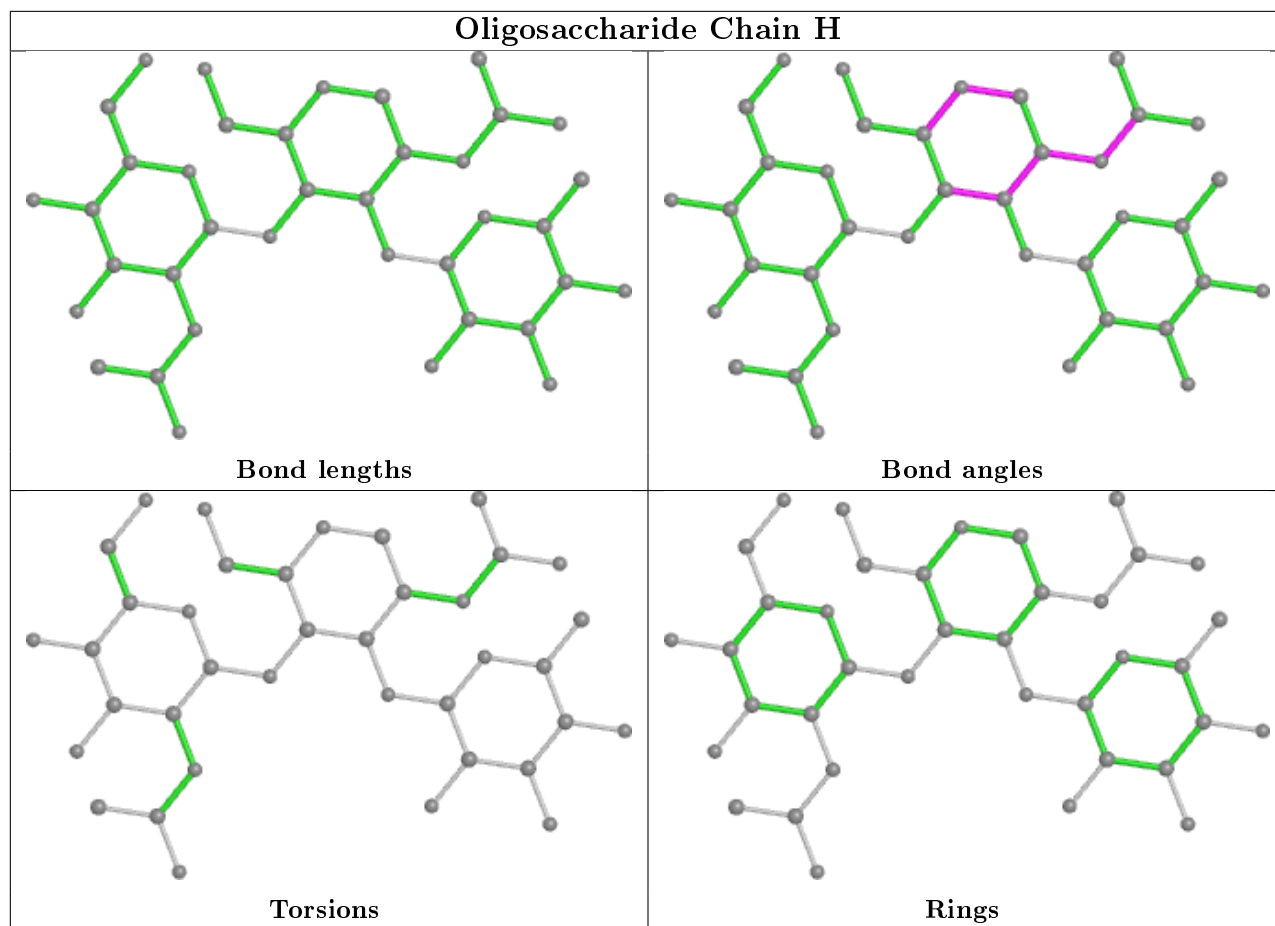 Oligosaccharide Chain H
Bond lengths
Bond angles
Torsions
Rings